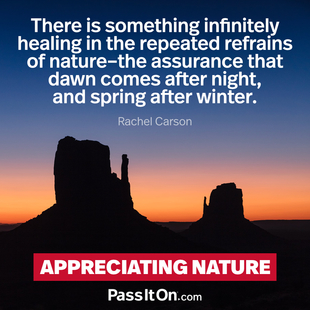 There is something infinitely
healing in the repeated refrains
of nature–the assurance that
dawn comes after night,
and spring after winter.
Rachel Carson
APPRECIATING NATURE
PassItOn.com